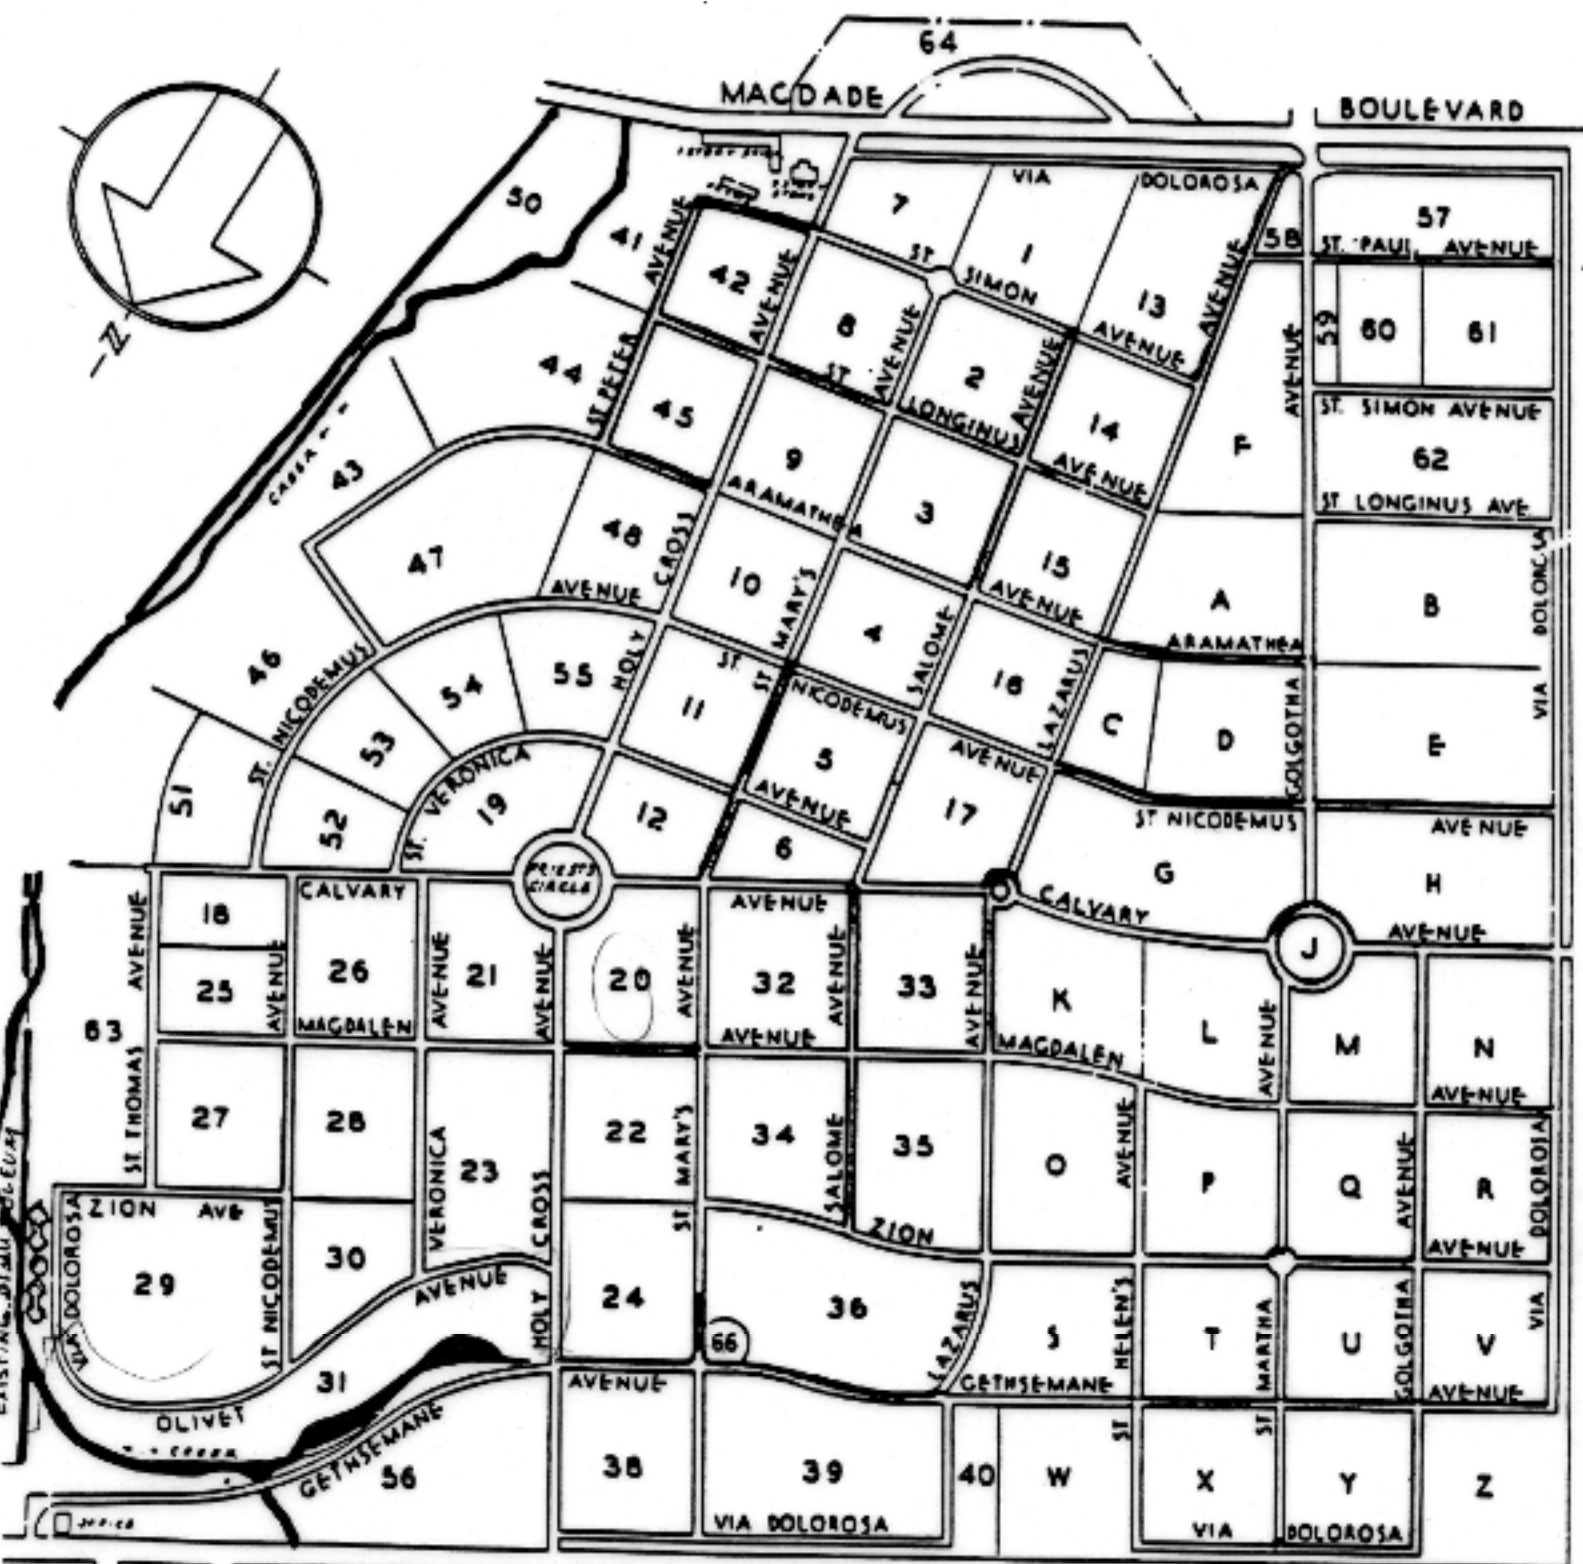 64
MACDADE BOULEVARD
50
41
AVENUE
42
AVENUE
7
VIA DOLOROSA
1
ST. SIMON AVENUE
13
AVENUE
58
57
ST. PAUL AVENUE
N
8
AVENUE
2
AVENUE
59
60
61
AVENUE
44
ST PETER
45
ST. LONGINUS AVENUE
14
F
ST. SIMON AVENUE
62
ST LONGINUS AVE
43
9
3
ARAMATHEA AVENUE
15
47
48
AVENUE
CROSS
10
ST MARY'S
4
SALOME
A
B
ARAMATHEA
DOLOROSA
46
ST. NICODEMUS
54
55
HOLY
ST. NICODEMUS AVENUE
11
16
LAZARUS
C
D
GOLGOTHA
E
VIA
51
53
52
ST. VERONICA
19
5
AVENUE
17
12
6
ST NICODEMUS AVENUE
G
H
PRIESTS
CIRCLE
CALVARY AVENUE
CALVARY AVENUE
J
18
25
AVENUE
AVENUE
26
AVENUE
21
AVENUE
20
AVENUE
32
AVENUE
33
AVENUE
K
L
AVENUE
M
N
63
MAGDALEN AVENUE
MAGDALEN AVENUE
ST THOMAS
27
28
VERONICA
23
CROSS
22
ST MARY'S
34
SALOME
35
O
AVENUE
P
Q
AVENUE
R
DOLOROSA
ZION AVE
ZION AVENUE
VIA DOLOROSA
29
ST NICODEMUS
30
AVENUE
HOLY
24
36
LAZARUS
S
ST HELEN'S
T
ST MARTHA
U
GOLGOTHA
V
VIA
66
31
OLIVET
CREEK
GETHSEMANE AVENUE
GETHSEMANE AVENUE
56
38
39
40
W
X
Y
Z
VIA DOLOROSA
VIA DOLOROSA
OFFICE